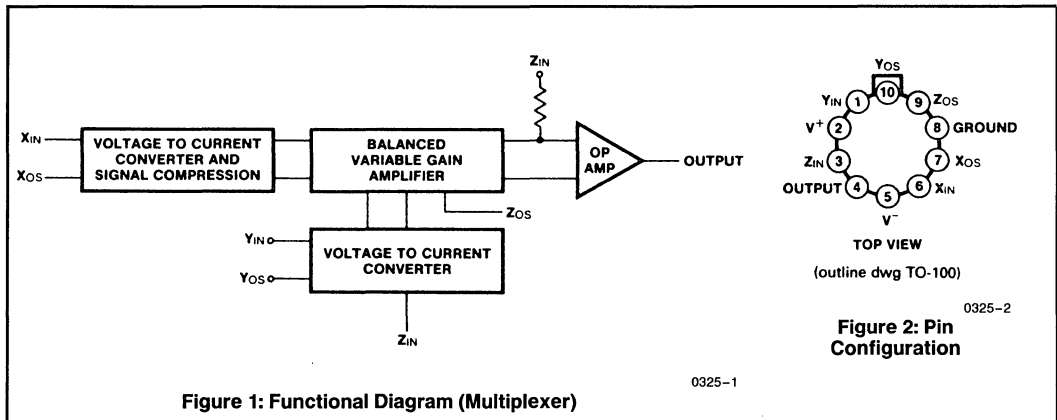 ZIN
XIN
XOS
VOLTAGE TO CURRENT
CONVERTER AND
SIGNAL COMPRESSION
BALANCED
VARIABLE GAIN
AMPLIFIER
OP
AMP
OUTPUT
ZOS
YIN
YOS
VOLTAGE TO CURRENT
CONVERTER
ZIN
0325-1
Figure 1: Functional Diagram (Multiplexer)
YOS
YIN 1 10 9 ZOS
V+ 2 8 GROUND
ZIN 3 7 XOS
OUTPUT 4 5 6 XIN
V-
TOP VIEW
(outline dwg TO-100)
0325-2
Figure 2: Pin
Configuration